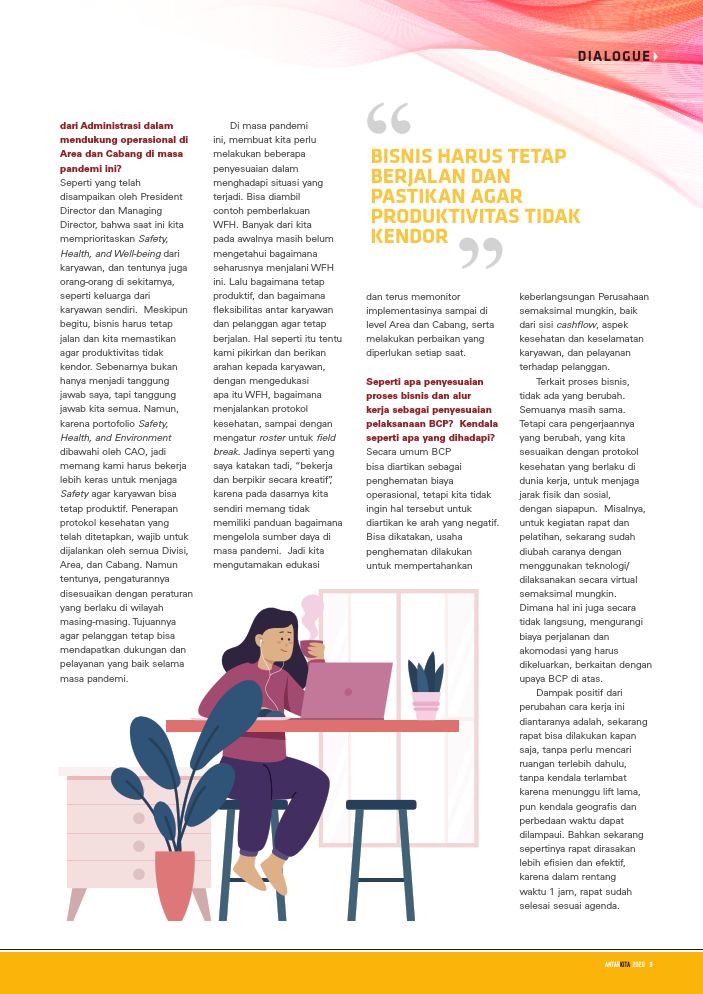 DIALOGUE
dari Administrasi dalam
mendukung operasional di
Area dan Cabang di masa
pandemi ini?
Seperti yang telah
disampaikan oleh President
Director dan Managing
Director, bahwa saat ini kita
memprioritaskan Safety,
Health, and Well-being dari
karyawan, dan tentunya juga
orang-orang di sekitarnya,
seperti keluarga dari
karyawan sendiri. Meskipun
begitu, bisnis harus tetap
jalan dan kita memastikan
agar produktivitas tidak
kendor. Sebenarnya bukan
hanya menjadi tanggung
jawab saya, tapi tanggung
jawab kita semua. Namun,
karena portofolio Safety,
Health, and Environment
dibawahi oleh CAO, jadi
memang kami harus bekerja
lebih keras untuk menjaga
Safety agar karyawan bisa
tetap produktif. Penerapan
protokol kesehatan yang
telah ditetapkan, wajib untuk
dijalankan oleh semua Divisi,
Area, dan Cabang. Namun
tentunya, pengaturannya
disesuaikan dengan peraturan
yang berlaku di wilayah
masing-masing. Tujuannya
agar pelanggan tetap bisa
mendapatkan dukungan dan
pelayanan yang baik selama
masa pandemi.
Di masa pandemi
ini, membuat kita perlu
melakukan beberapa
penyesuaian dalam
menghadapi situasi yang
terjadi. Bisa diambil
contoh pemberlakuan
WFH. Banyak dari kita
pada awalnya masih belum
mengetahui bagaimana
seharusnya menjalani WFH
ini. Lalu bagaimana tetap
produktif, dan bagaimana
fleksibilitas antar karyawan
dan pelanggan agar tetap
berjalan. Hal seperti itu tentu
kami pikirkan dan berikan
arahan kepada karyawan,
dengan mengedukasi
apa itu WFH, bagaimana
menjalankan protokol
kesehatan, sampai dengan
mengatur roster untuk field
break. Jadinya seperti yang
saya katakan tadi, “bekerja
dan berpikir secara kreatif”,
karena pada dasarnya kita
sendiri memang tidak
memiliki panduan bagaimana
mengelola sumber daya di
masa pandemi. Jadi kita
mengutamakan edukasi
“
BISNIS HARUS TETAP
BERJALAN DAN
PASTIKAN AGAR
PRODUKTIVITAS TIDAK
KENDOR ”
dan terus memonitor
implementasinya sampai di
level Area dan Cabang, serta
melakukan perbaikan yang
diperlukan setiap saat.
Seperti apa penyesuaian
proses bisnis dan alur
kerja sebagai penyesuaian
pelaksanaan BCP? Kendala
seperti apa yang dihadapi?
Secara umum BCP
bisa diartikan sebagai
penghematan biaya
operasional, tetapi kita tidak
ingin hal tersebut untuk
diartikan ke arah yang negatif.
Bisa dikatakan, usaha
penghematan dilakukan
untuk mempertahankan
keberlangsungan Perusahaan
semaksimal mungkin, baik
dari sisi cashflow, aspek
kesehatan dan keselamatan
karyawan, dan pelayanan
terhadap pelanggan.
Terkait proses bisnis,
tidak ada yang berubah.
Semuanya masih sama.
Tetapi cara pengerjaannya
yang berubah, yang kita
sesuaikan dengan protokol
kesehatan yang berlaku di
dunia kerja, untuk menjaga
jarak fisik dan sosial,
dengan siapapun. Misalnya,
untuk kegiatan rapat dan
pelatihan, sekarang sudah
diubah caranya dengan
menggunakan teknologi/
dilaksanakan secara virtual
semaksimal mungkin.
Dimana hal ini juga secara
tidak langsung, mengurangi
biaya perjalanan dan
akomodasi yang harus
dikeluarkan, berkaitan dengan
upaya BCP di atas.
Dampak positif dari
perubahan cara kerja ini
diantaranya adalah, sekarang
rapat bisa dilakukan kapan
saja, tanpa perlu mencari
ruangan terlebih dahulu,
tanpa kendala terlambat
karena menunggu lift lama,
pun kendala geografis dan
perbedaan waktu dapat
dilampaui. Bahkan sekarang
sepertinya rapat dirasakan
lebih efisien dan efektif,
karena dalam rentang
waktu 1 jam, rapat sudah
selesai sesuai agenda.
ANTARKITA 2020 9